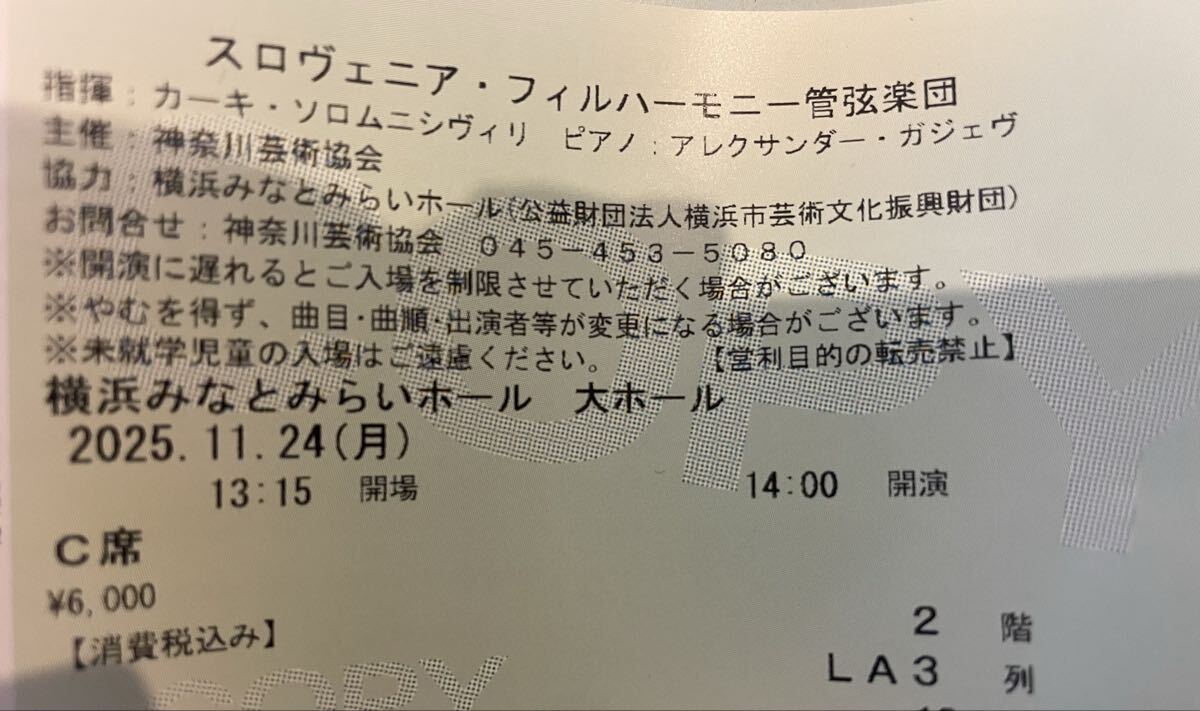 スロヴェニア・フィルハーモニー管弦楽団
指揮：カーキ・ソロムニシヴィリ　ピアノ：アレクサンダー・ガジェヴ
主催：神奈川芸術協会
協力：横浜みなとみらいホール（公益財団法人横浜市芸術文化振興財団）
お問合せ：神奈川芸術協会　０４５－４５３－５０８０
※開演に遅れるとご入場を制限させていただく場合がございます。
※やむを得ず、曲目・曲順・出演者等が変更になる場合がございます。
※未就学児童の入場はご遠慮ください。　【営利目的の転売禁止】
横浜みなとみらいホール　大ホール
2025.11.24(月)
13:15 開場　14:00 開演
C席
¥6,000
【消費税込み】
2 階
LA3 列
COPY
COPY